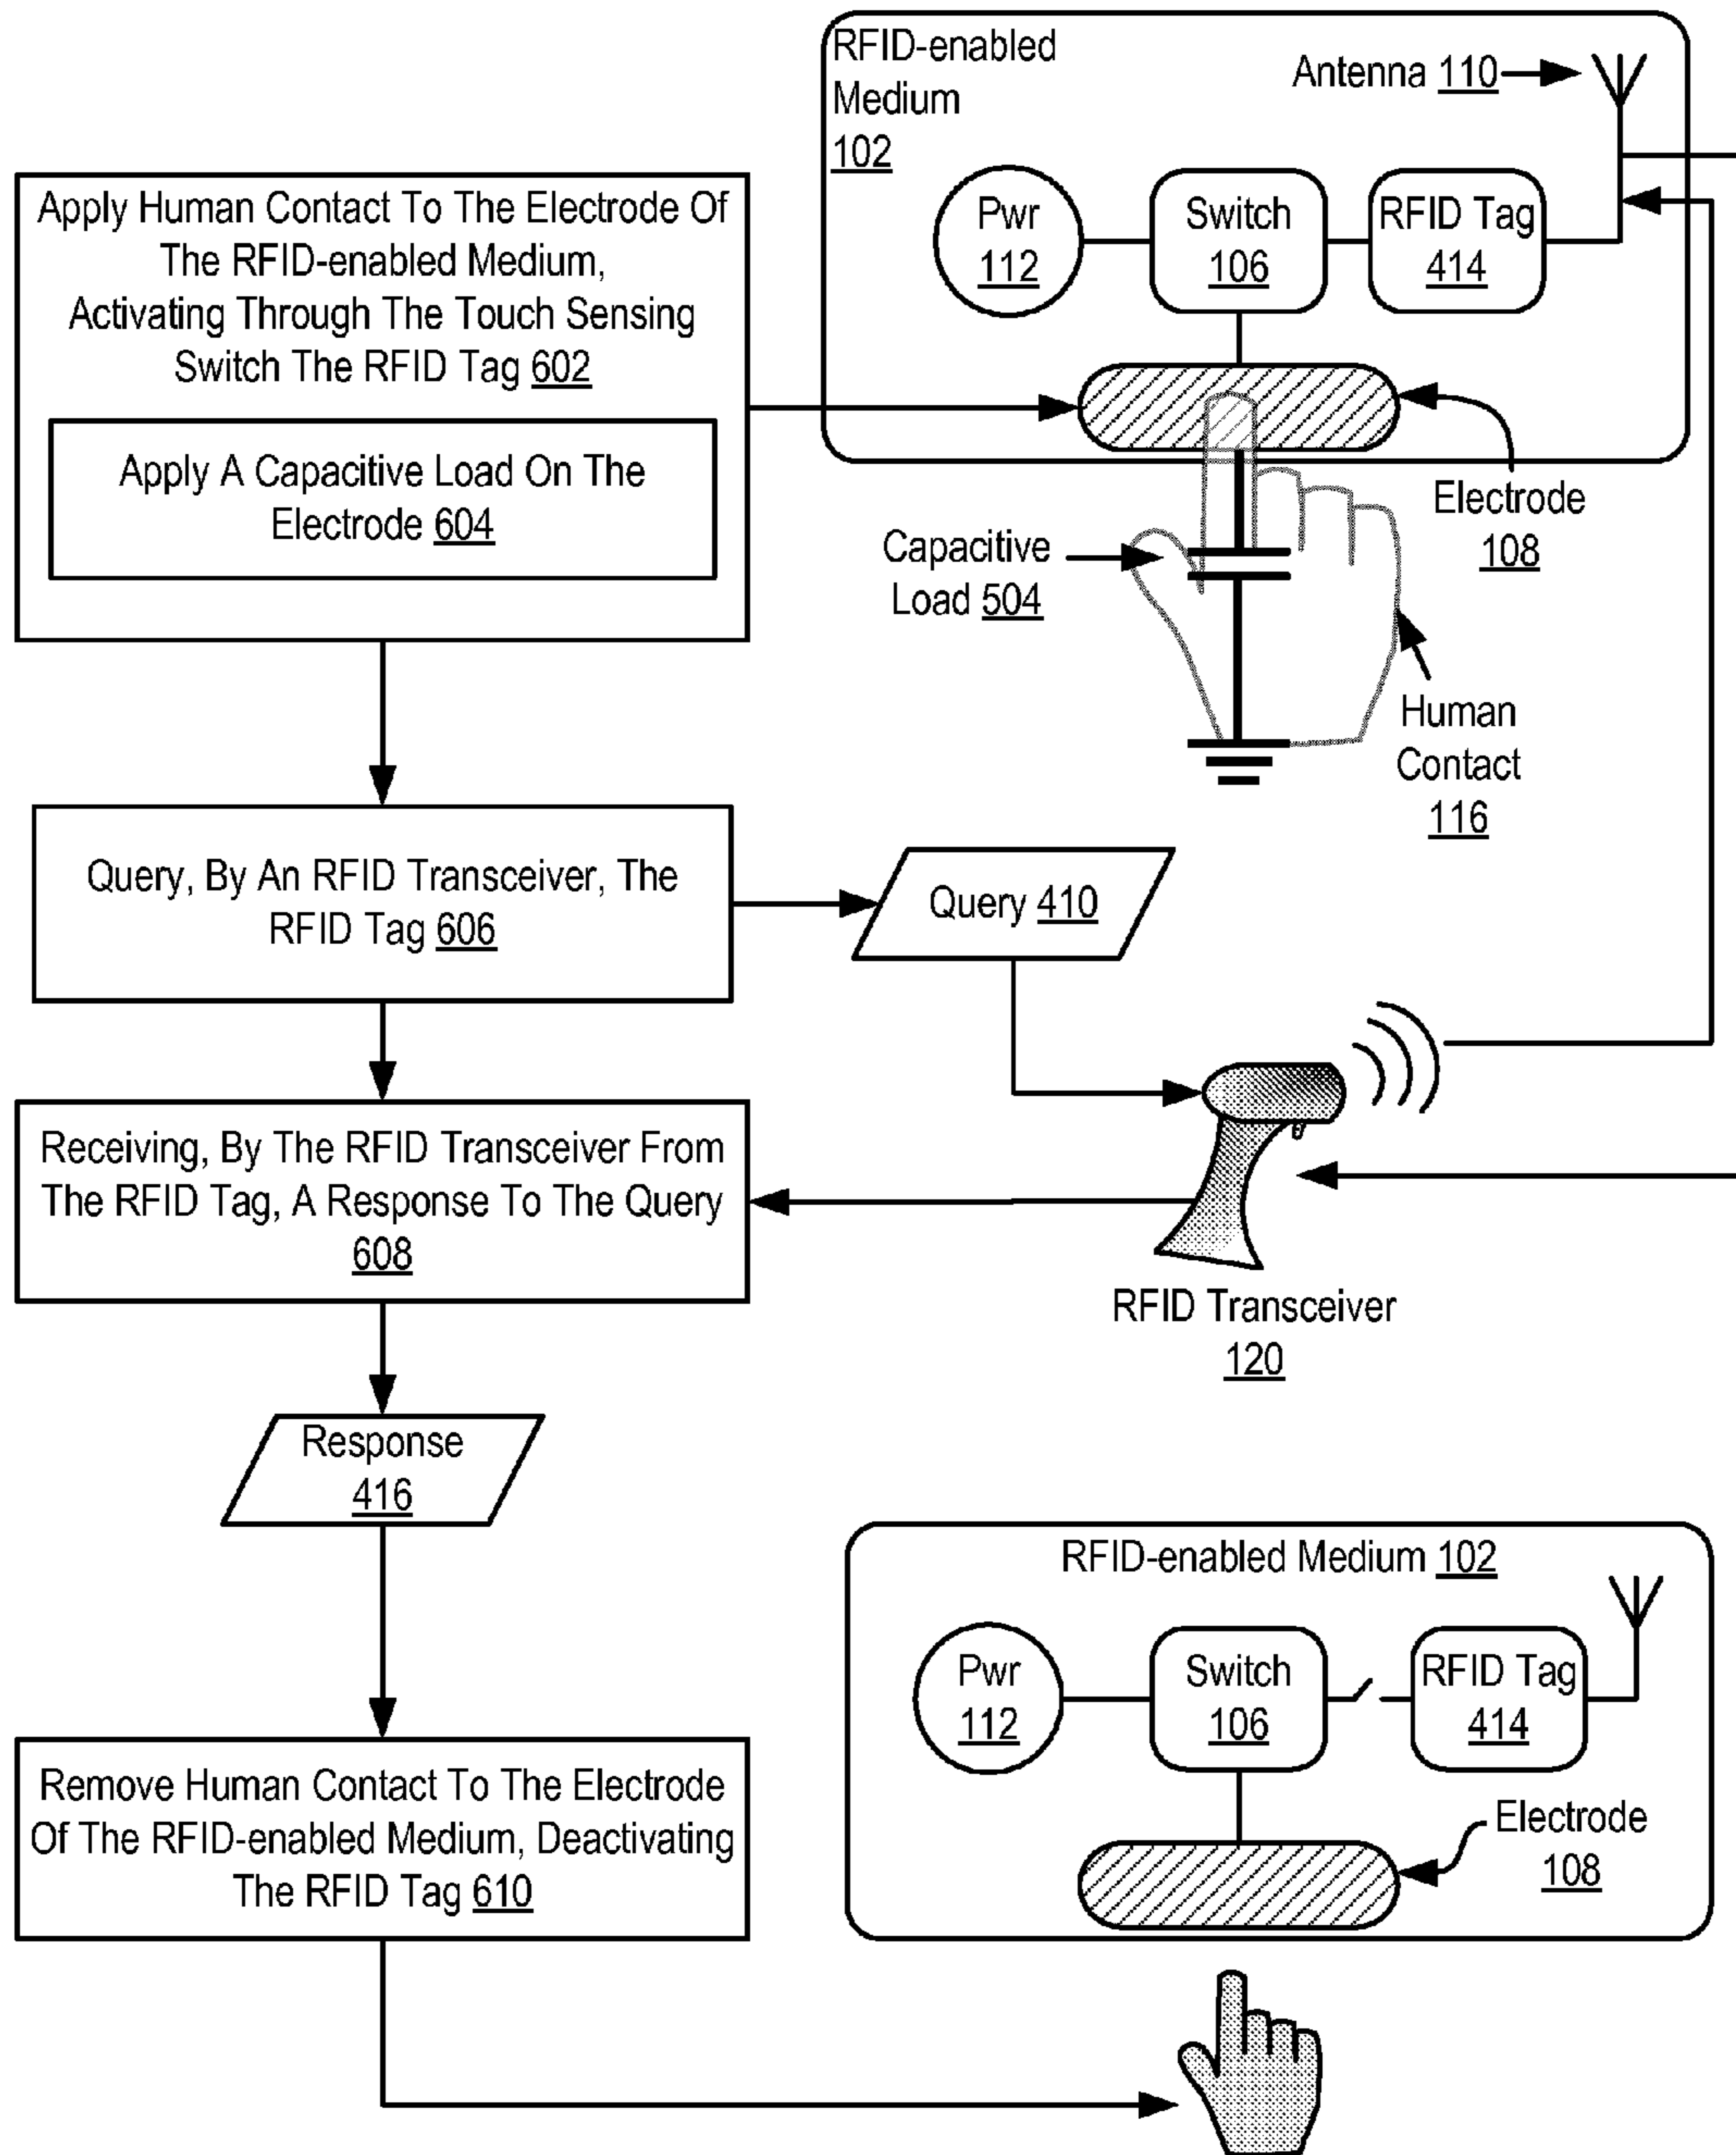 RFID-enabled
Medium
102
Antenna 110
Pwr
112
Switch
106
RFID Tag
414
Apply Human Contact To The Electrode Of
The RFID-enabled Medium,
Activating Through The Touch Sensing
Switch The RFID Tag 602
Apply A Capacitive Load On The
Electrode 604
Electrode
108
Capacitive
Load 504
Human
Contact
116
Query, By An RFID Transceiver, The
RFID Tag 606
Query 410
Receiving, By The RFID Transceiver From
The RFID Tag, A Response To The Query
608
RFID Transceiver
120
Response
416
RFID-enabled Medium 102
Pwr
112
Switch
106
RFID Tag
414
Electrode
108
Remove Human Contact To The Electrode
Of The RFID-enabled Medium, Deactivating
The RFID Tag 610